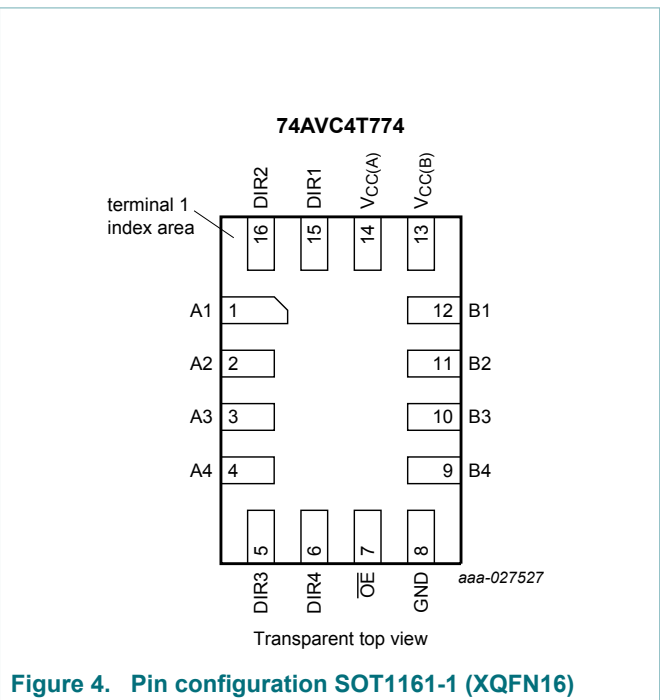 74AVC4T774
DIR2 DIR1 VCC(A) VCC(B)
terminal 1
index area
16 15 14 13
A1 1 12 B1
A2 2 11 B2
A3 3 10 B3
A4 4 9 B4
5 6 7 8
DIR3 DIR4 O̅E̅ GND
aaa-027527
Transparent top view
Figure 4. Pin configuration SOT1161-1 (XQFN16)